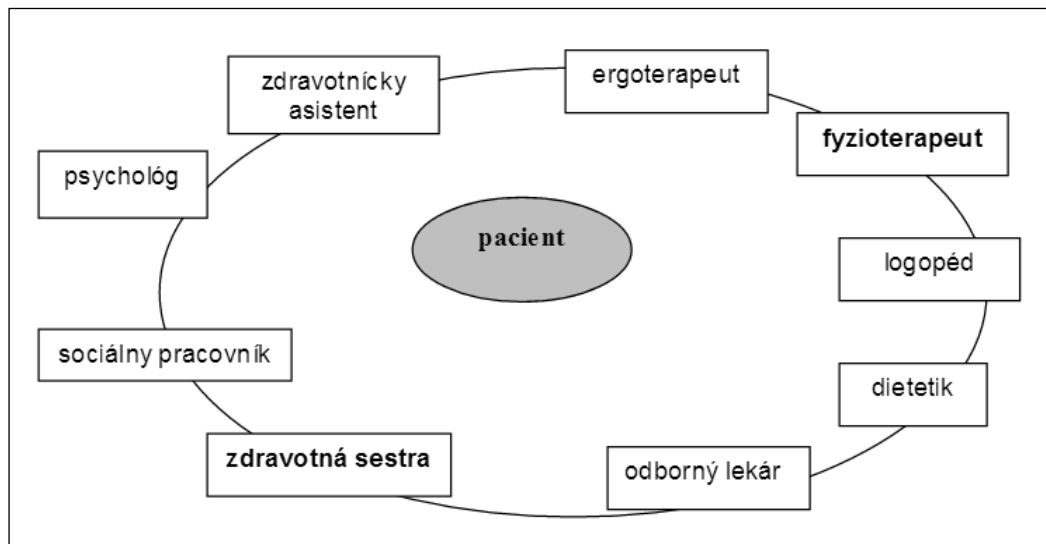 zdravotnícky
asistent
ergoterapeut
fyzioterapeut
psychológ
pacient
logopéd
sociálny pracovník
dietetik
zdravotná sestra
odborný lekár